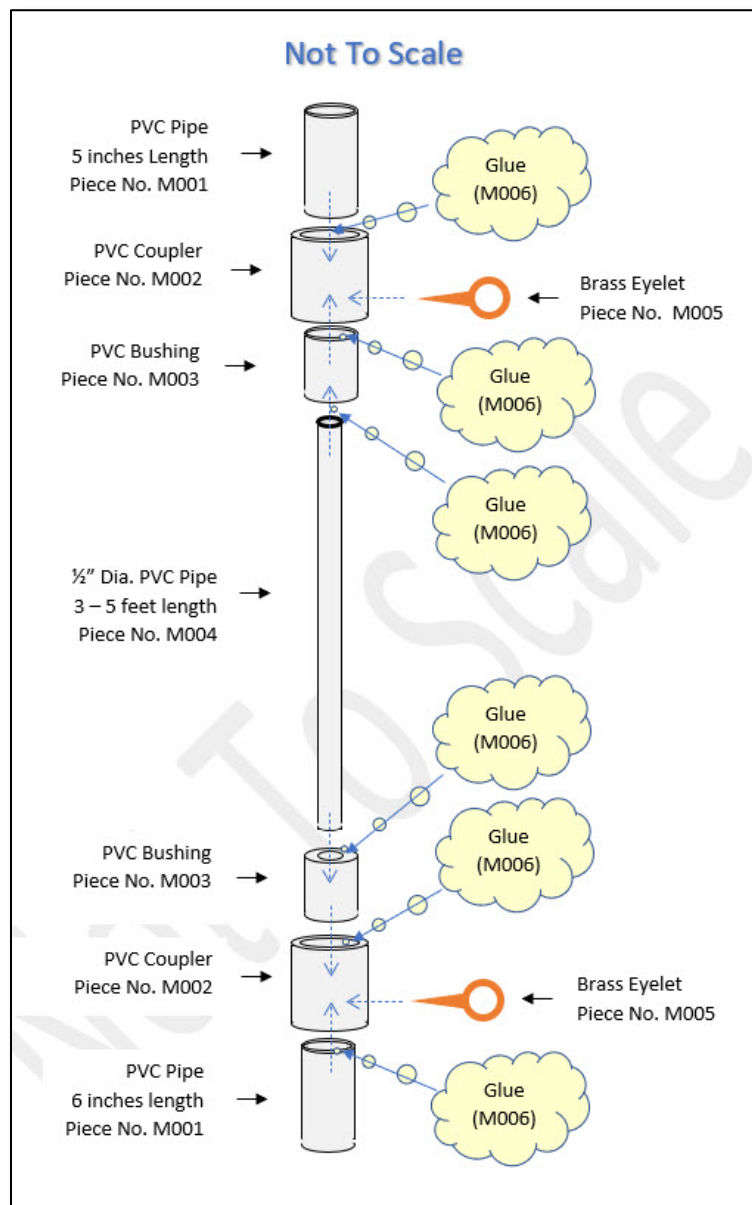 Not To Scale
PVC Pipe
5 inches Length
Piece No. M001
Glue
(M006)
PVC Coupler
Piece No. M002
Brass Eyelet
Piece No.  M005
PVC Bushing
Piece No. M003
Glue
(M006)
Glue
(M006)
½” Dia. PVC Pipe
3 – 5 feet length
Piece No. M004
Glue
(M006)
PVC Bushing
Piece No. M003
Glue
(M006)
PVC Coupler
Piece No. M002
Brass Eyelet
Piece No. M005
PVC Pipe
6 inches length
Piece No. M001
Glue
(M006)
Not To Scale